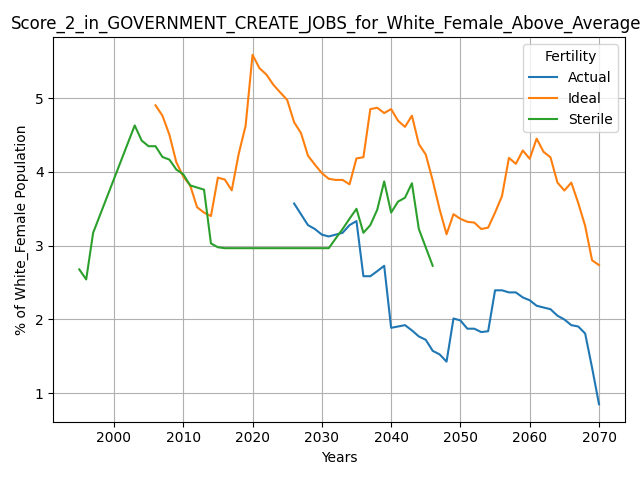 Score_2_in_GOVERNMENT_CREATE_JOBS_for_White_Female_Above_Average
Fertility
Actual
Ideal
Sterile
% of White_Female Population
5
4
3
2
1
2000 2010 2020 2030 2040 2050 2060 2070
Years